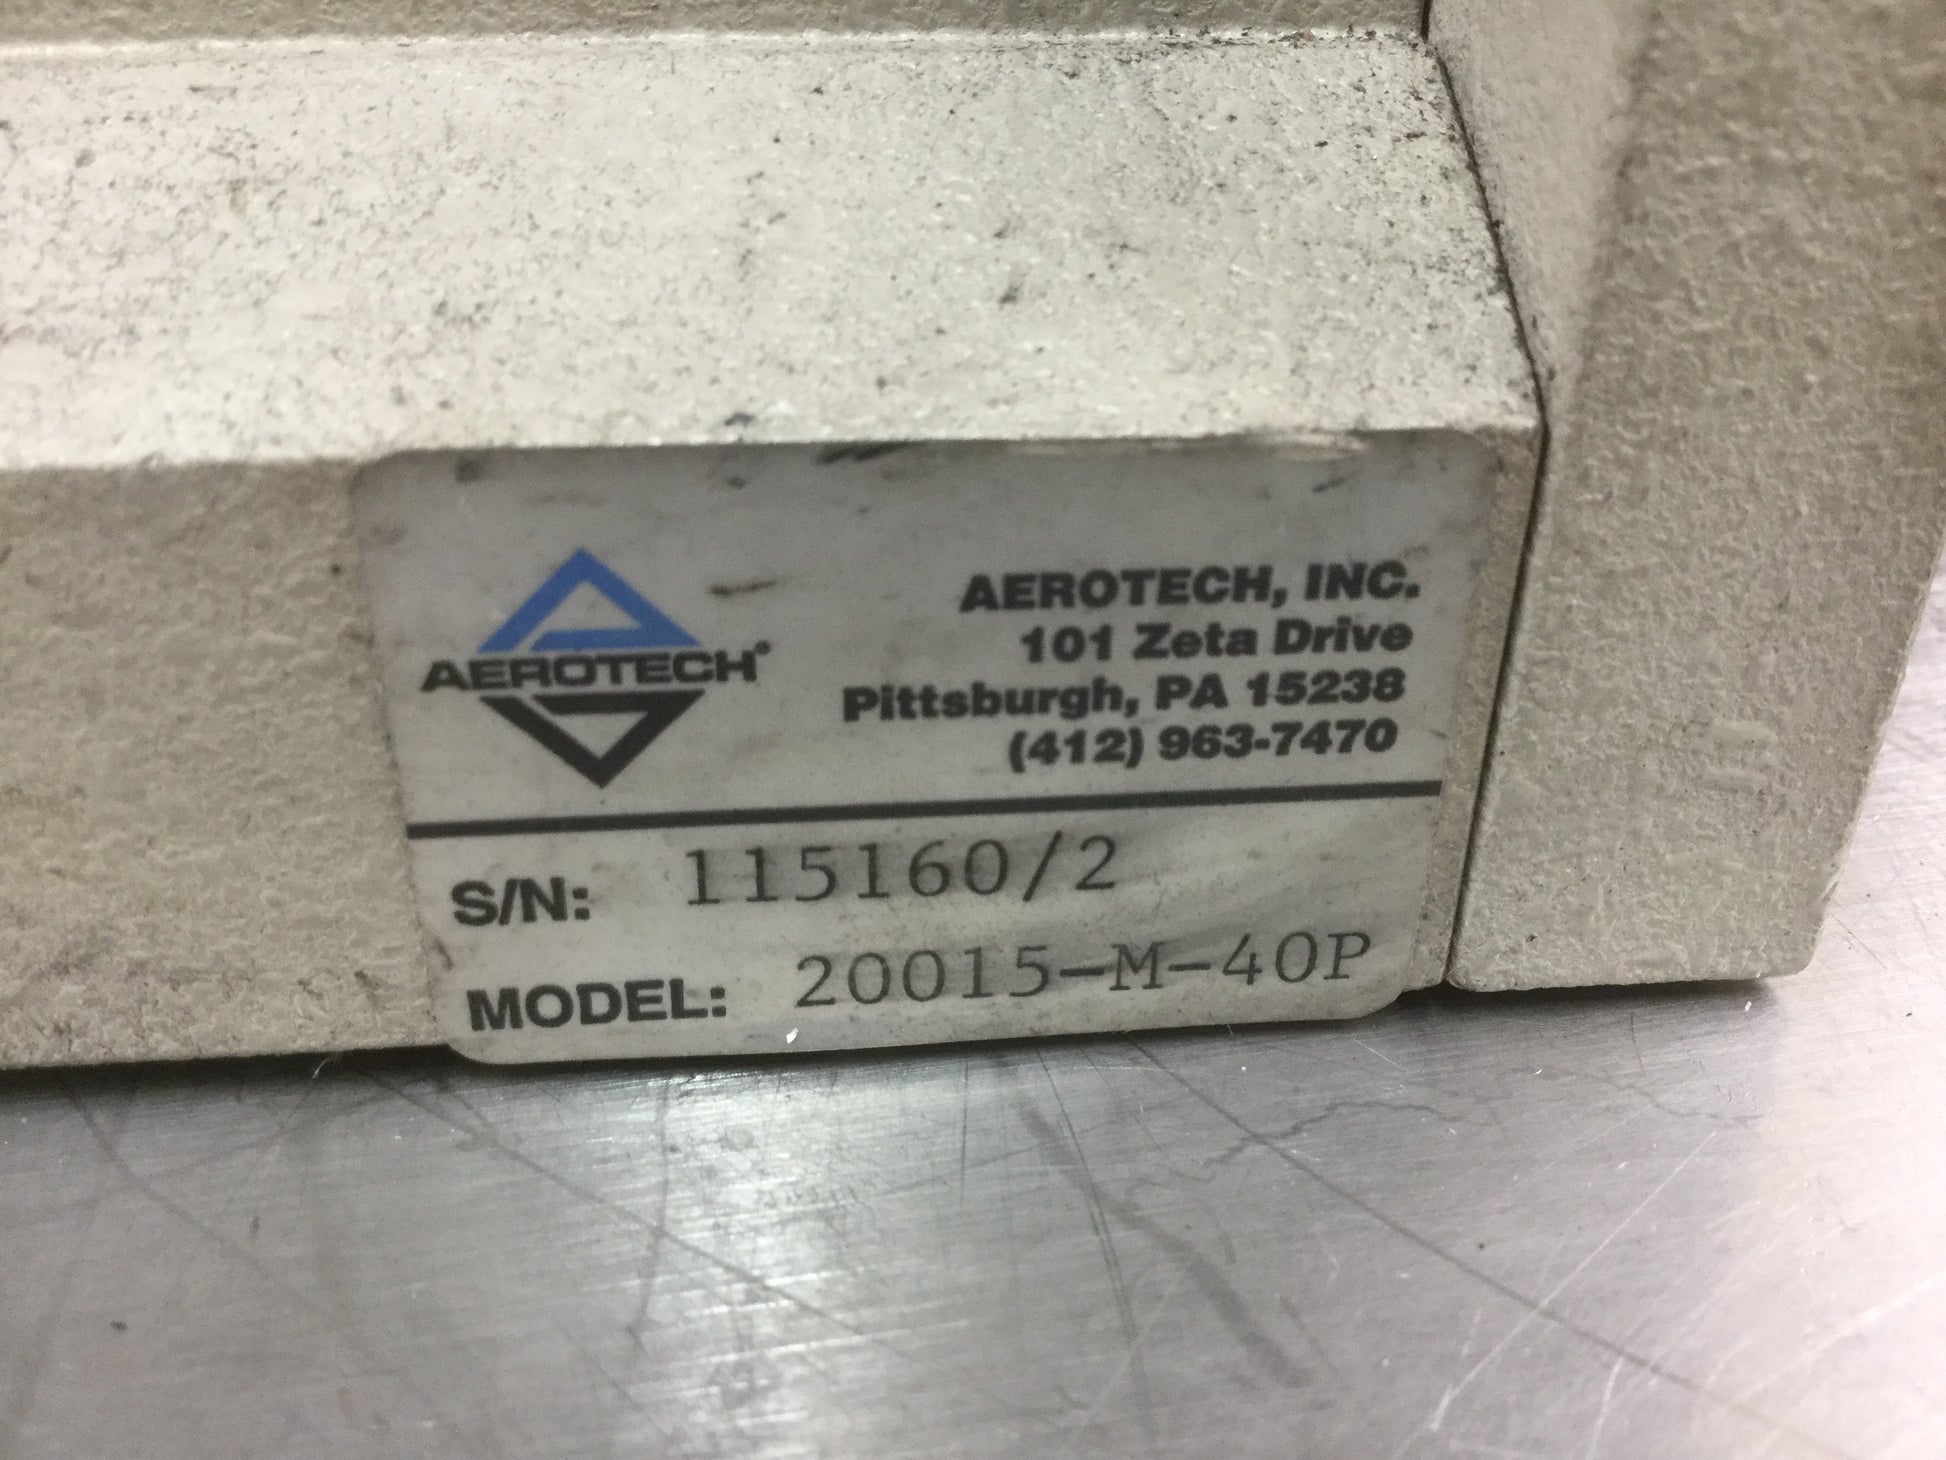 AEROTECH®
AEROTECH, INC.
101 Zeta Drive
Pittsburgh, PA 15238
(412) 963-7470
S/N: 115160/2
MODEL: 20015-M-40P